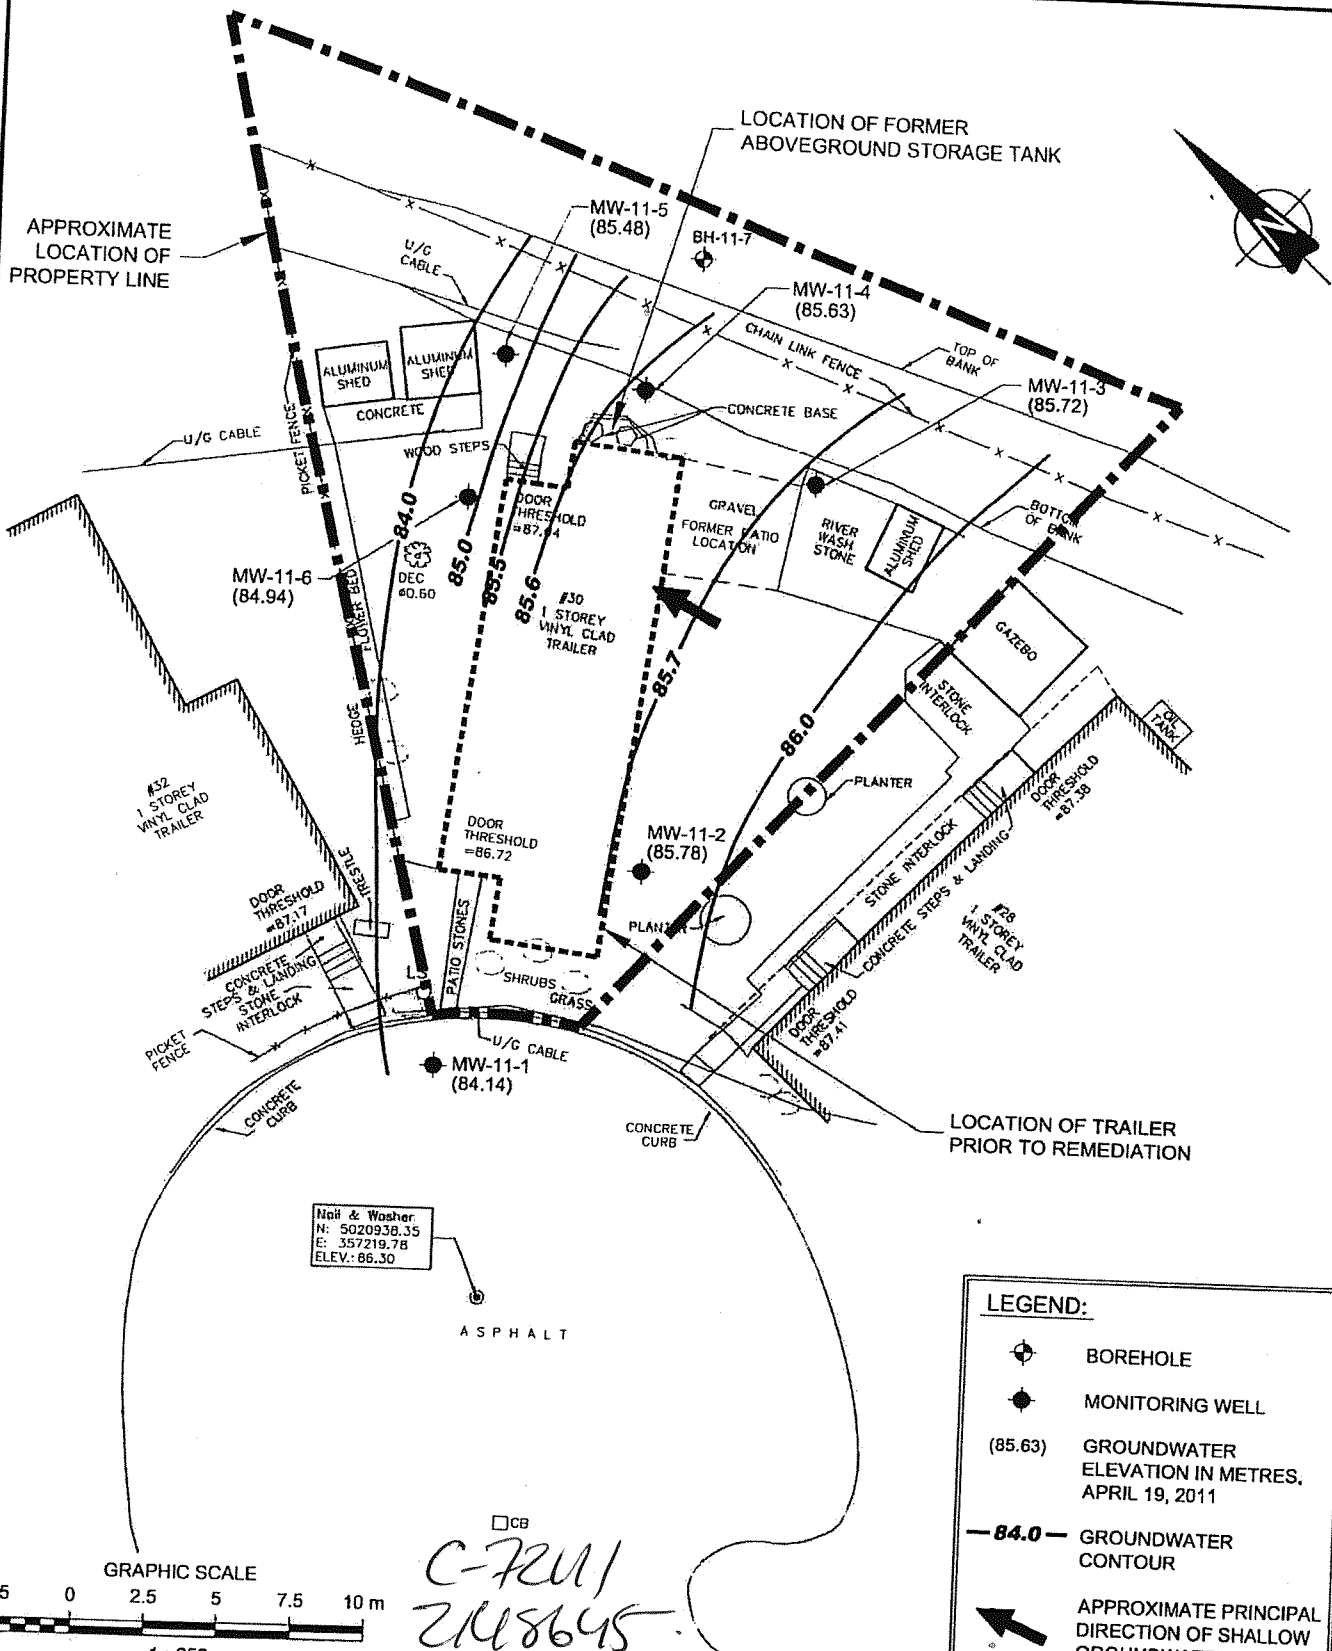 LOCATION OF FORMER
ABOVEGROUND STORAGE TANK
APPROXIMATE
LOCATION OF
PROPERTY LINE
MW-11-5
(85.48)
BH-11-7
U/G
CABLE
MW-11-4
(85.63)
CHAIN LINK FENCE
TOP OF
BANK
MW-11-3
(85.72)
N
ALUMINUM
SHED
ALUMINUM
SHED
CONCRETE
CONCRETE BASE
U/G CABLE
PICKET FENCE
WOOD STEPS
DOOR
THRESHOLD
=87.04
GRAVEL
FORMER PATIO
LOCATION
RIVER
WASH
STONE
ALUMINUM
SHED
BOTTOM
OF BANK
84.0
85.0
85.5
85.6
85.7
86.0
MW-11-6
(84.94)
DEC
Ø0.60
FLOWER BED
HEDGE
#30
1 STOREY
VINYL CLAD
TRAILER
GAZEBO
STONE
INTERLOCK
OIL
TANK
#32
1 STOREY
VINYL CLAD
TRAILER
PLANTER
DOOR
THRESHOLD
=87.38
DOOR
THRESHOLD
=86.72
MW-11-2
(85.78)
STONE INTERLOCK
CONCRETE STEPS & LANDING
TRESTLE
DOOR
THRESHOLD
=87.17
#28
1 STOREY
VINYL CLAD
TRAILER
PLANTER
PATIO STONES
CONCRETE
STEPS & LANDING
STONE
INTERLOCK
LS
SHRUBS
GRASS
DOOR
THRESHOLD
=87.41
PICKET
FENCE
U/G CABLE
MW-11-1
(84.14)
CONCRETE
CURB
CONCRETE
CURB
LOCATION OF TRAILER
PRIOR TO REMEDIATION
Nail & Washer
N: 5020938.35
E: 357219.78
ELEV.: 86.30
ASPHALT
CB
LEGEND:
BOREHOLE
MONITORING WELL
(85.63) GROUNDWATER
ELEVATION IN METRES,
APRIL 19, 2011
84.0 GROUNDWATER
CONTOUR
APPROXIMATE PRINCIPAL
DIRECTION OF SHALLOW
GRAPHIC SCALE
5 0 2.5 5 7.5 10 m